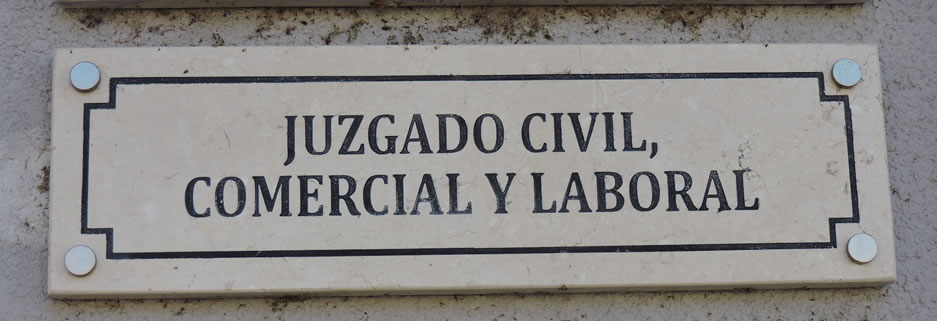 JUZGADO CIVIL,
COMERCIAL Y LABORAL